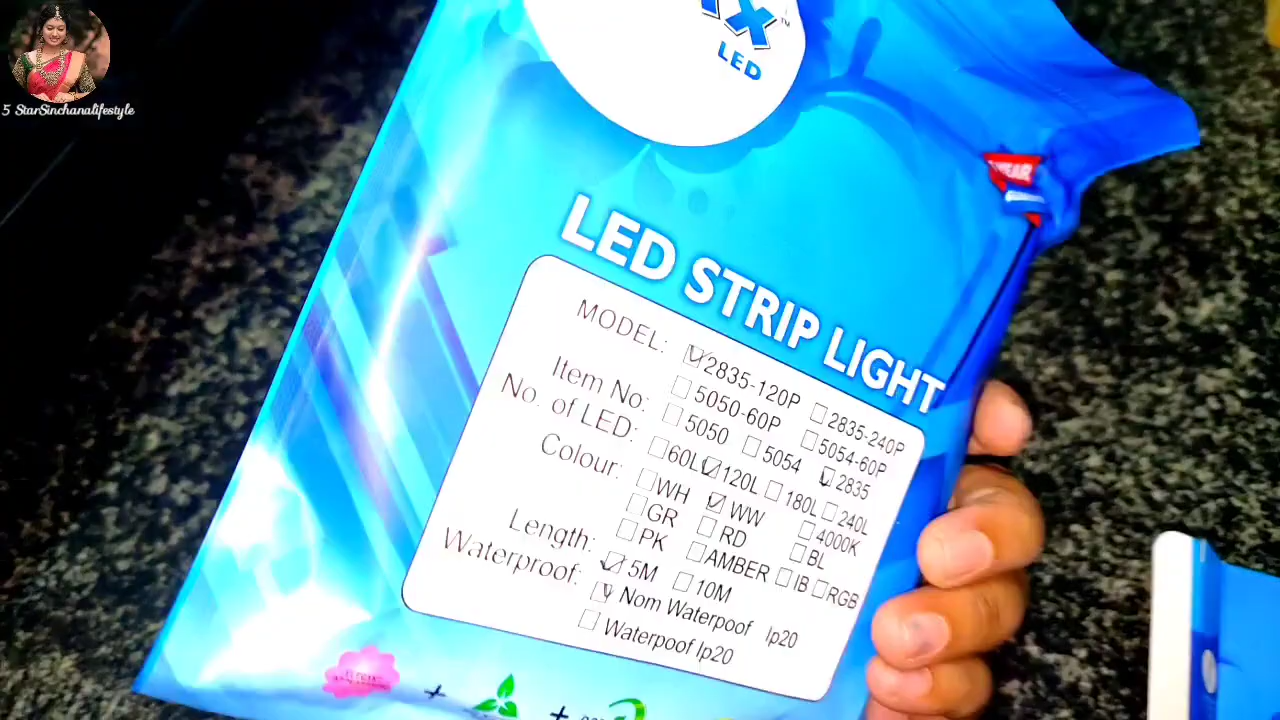 5 StarSinchanalifestyle
LED
LED STRIP LIGHT
MODEL: 2835-120P 2835-240P
5050-60P 5054-60P
Item No: 5050 5054 2835
No. of LED: 60L 120L 180L 240L
Colour: WH WW 4000K
GR RD BL
PK AMBER IB RGB
Length: 5M 10M
Waterproof: Nom Waterpoof Ip20
Waterpoof Ip20